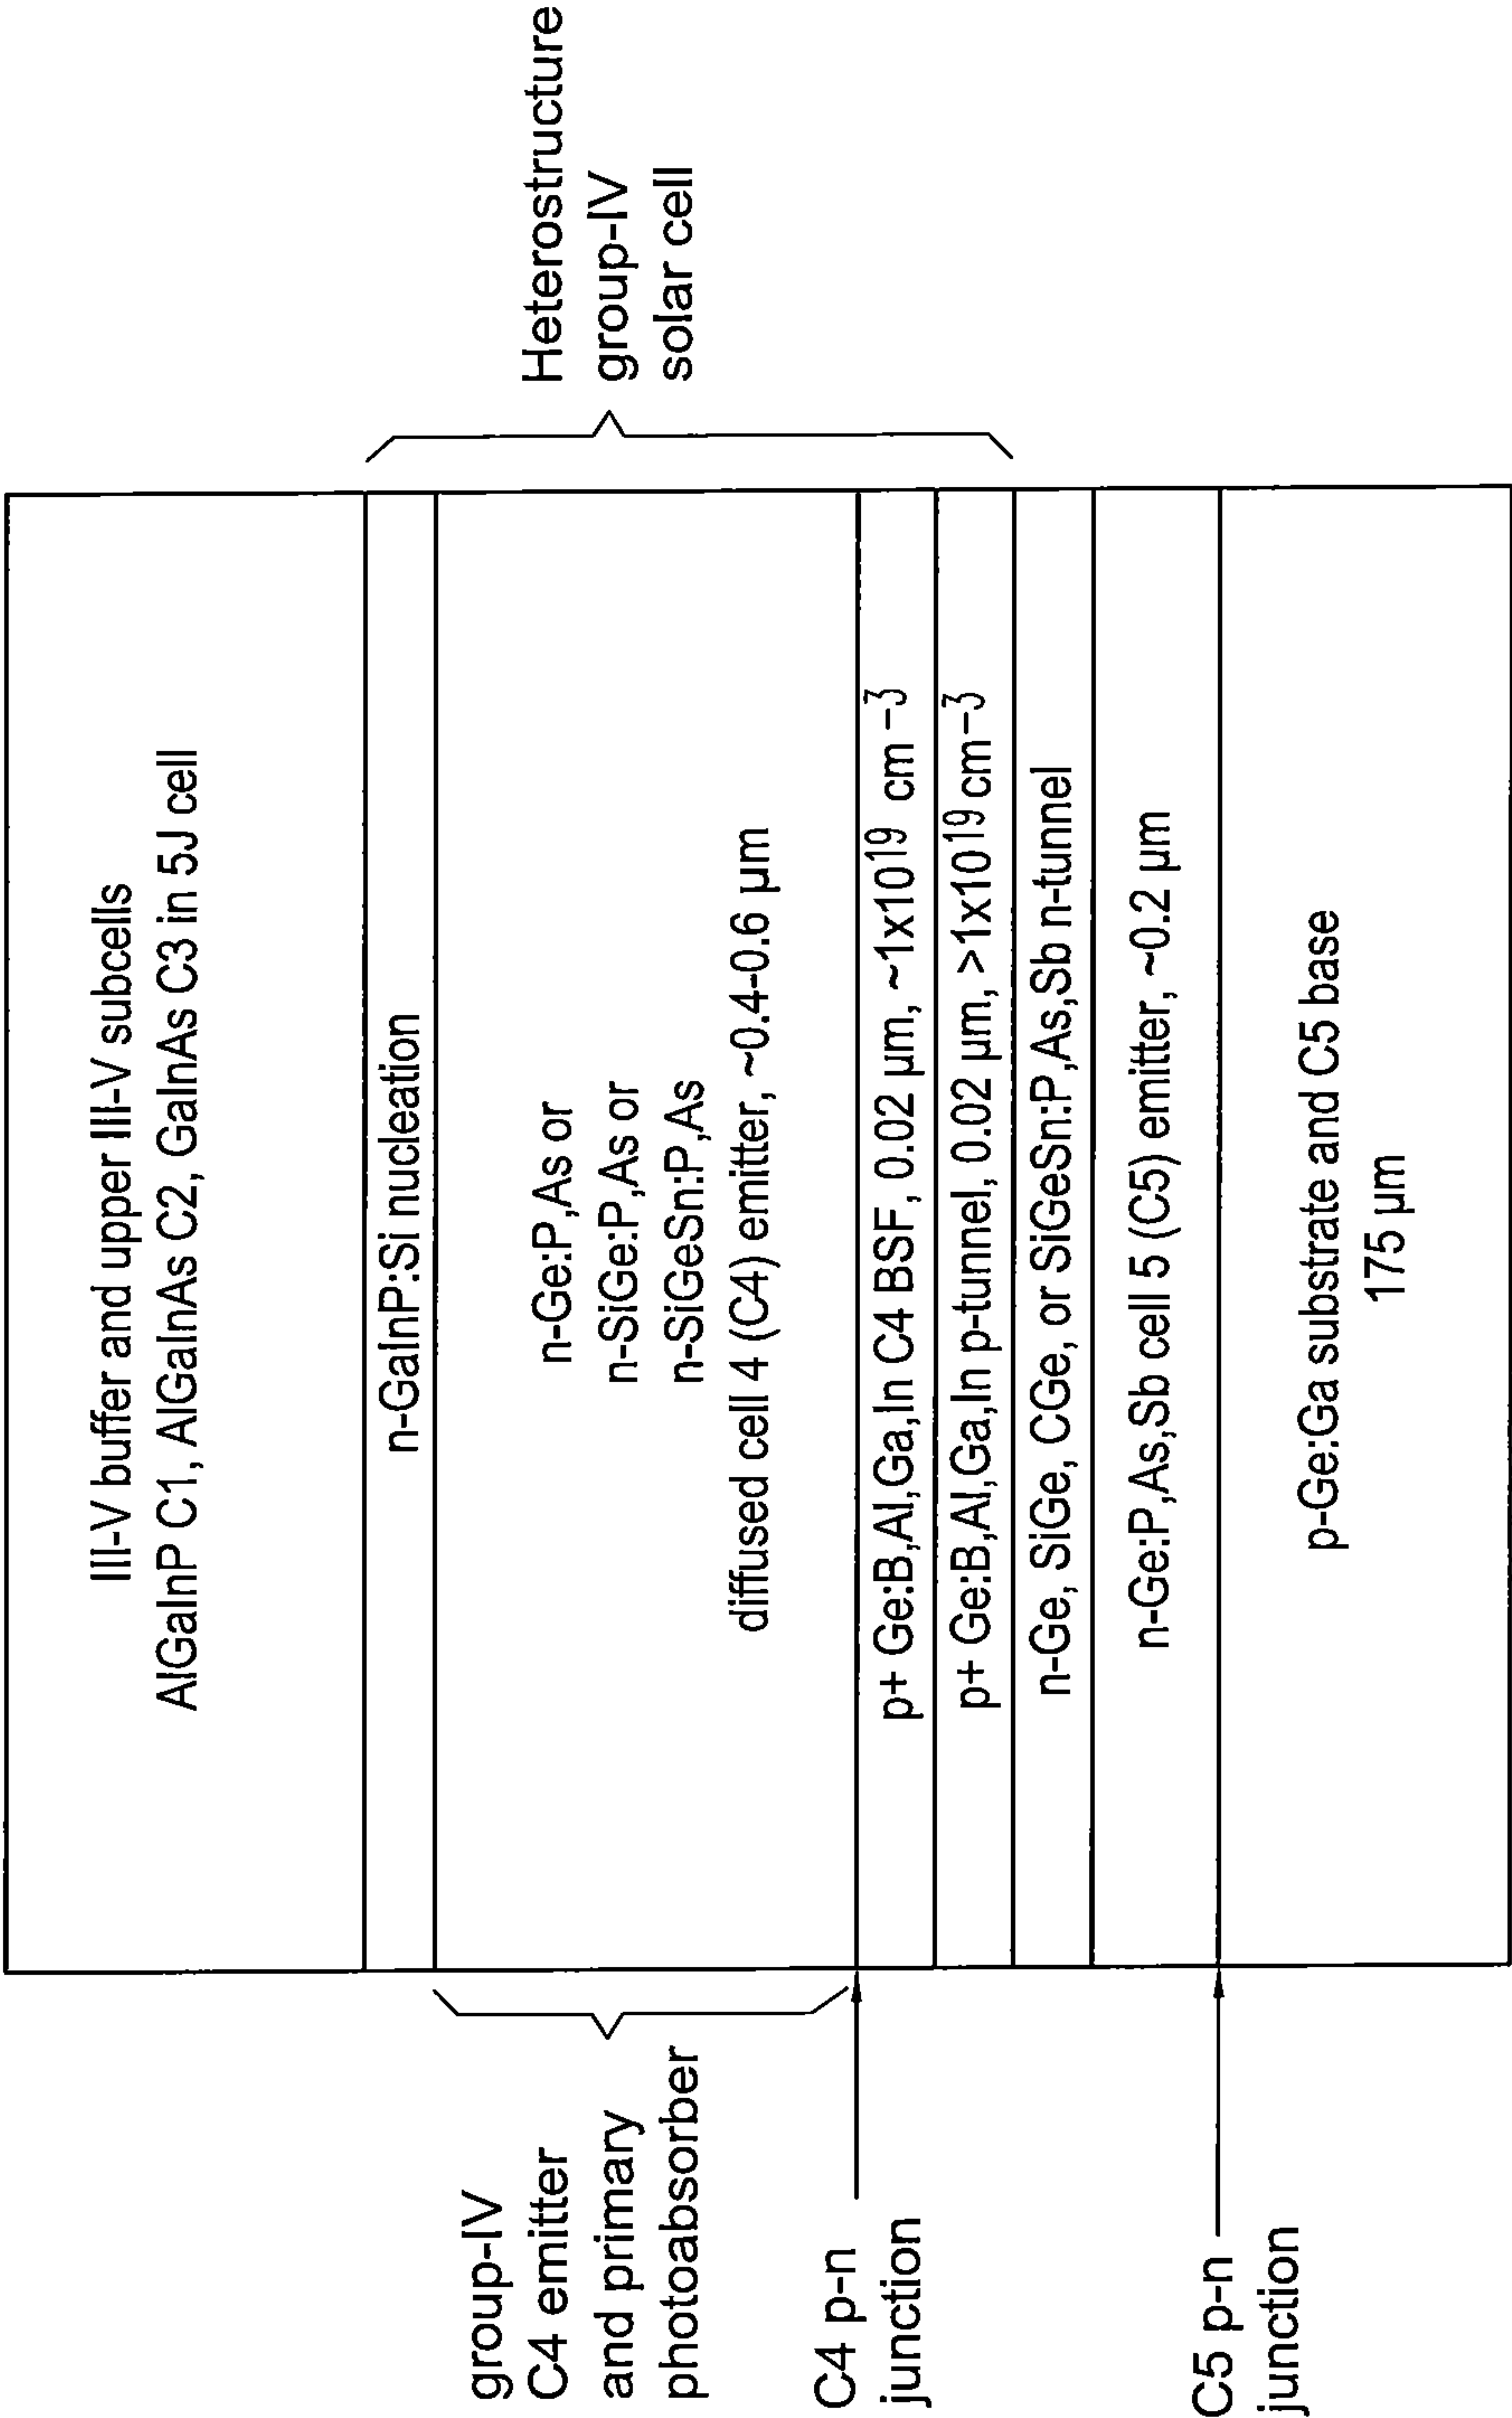 III-V buffer and upper III-V subcells
AlGaInP C1, AlGaInAs C2, GaInAs C3 in 5J cell
n-GaInP:Si nucleation
n-Ge:P,As or
n-SiGe:P,As or
n-SiGeSn:P,As
diffused cell 4 (C4) emitter, ~0.4-0.6 µm
p+ Ge:B,Al,Ga,In C4 BSF, 0.02 µm, ~1x10¹⁹ cm⁻³
p+ Ge:B,Al,Ga,In p-tunnel, 0.02 µm, >1x10¹⁹ cm⁻³
n-Ge, SiGe, CGe, or SiGeSn:P,As,Sb n-tunnel
n-Ge:P,As,Sb cell 5 (C5) emitter, ~0.2 µm
p-Ge:Ga substrate and C5 base
175 µm
group-IV
C4 emitter
and primary
photoabsorber
C4 p-n
junction
C5 p-n
junction
Heterostructure
group-IV
solar cell